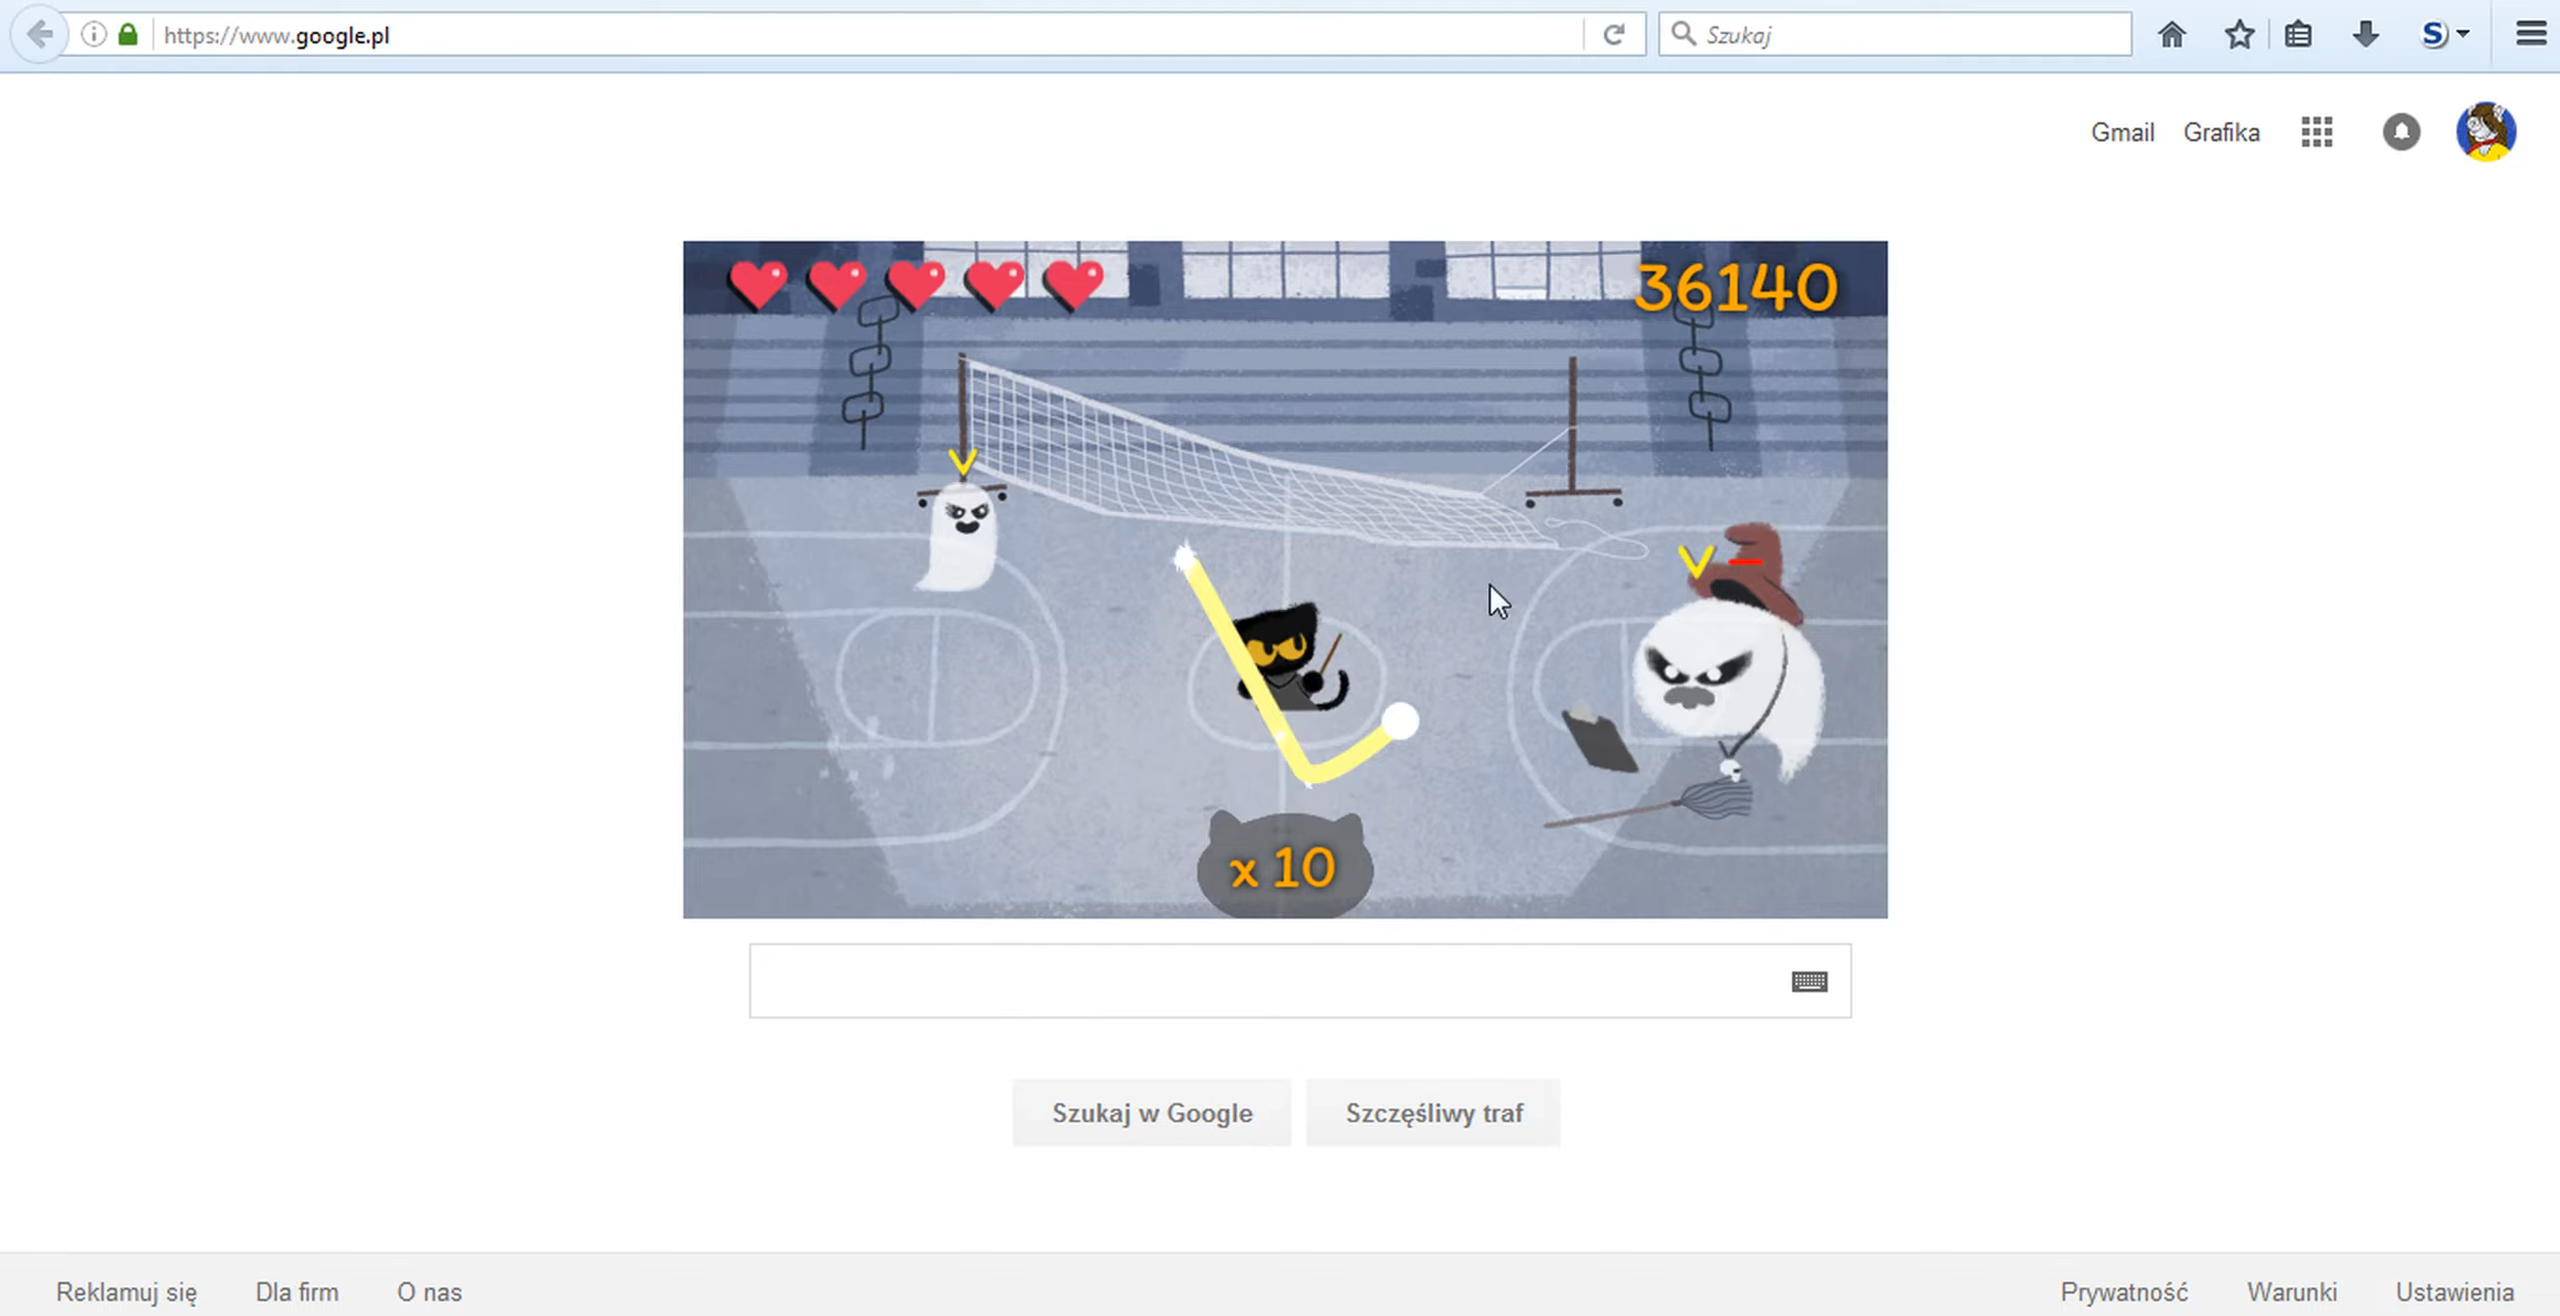 https://www.google.pl
Szukaj
S
Gmail Grafika
36140
x 10
Szukaj w Google
Szczęśliwy traf
Reklamuj się
Dla firm
O nas
Prywatność
Warunki
Ustawienia